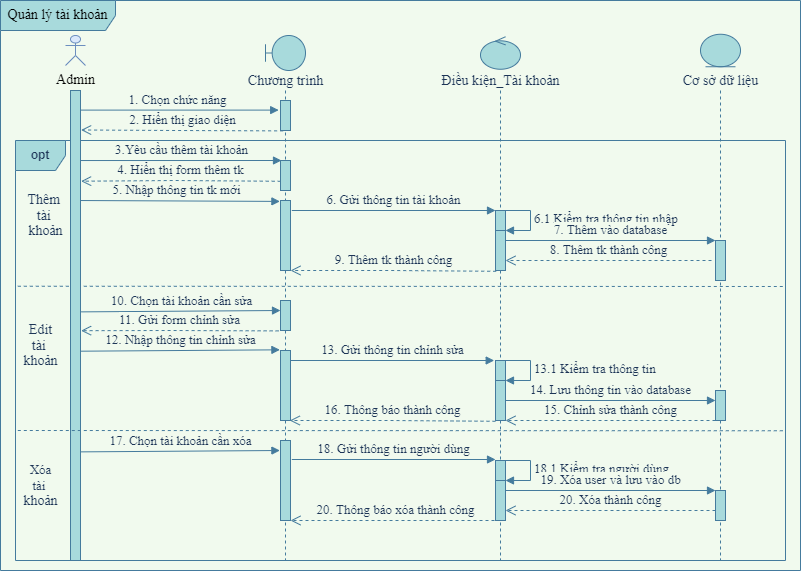 Quản lý tài khoản
Admin
Chương trình
Điều kiện_Tài khoản
Cơ sở dữ liệu
1. Chọn chức năng
2. Hiển thị giao diện
opt
3.Yêu cầu thêm tài khoản
4. Hiển thị form thêm tk
5. Nhập thông tin tk mới
Thêm
tài
khoản
6. Gửi thông tin tài khoản
6.1 Kiểm tra thông tin nhập
7. Thêm vào database
8. Thêm tk thành công
9. Thêm tk thành công
10. Chọn tài khoản cần sửa
11. Gửi form chỉnh sửa
12. Nhập thông tin chỉnh sửa
Edit
tài
khoản
13. Gửi thông tin chỉnh sửa
13.1 Kiểm tra thông tin
14. Lưu thông tin vào database
15. Chỉnh sửa thành công
16. Thông báo thành công
17. Chọn tài khoản cần xóa
18. Gửi thông tin người dùng
Xóa
tài
khoản
18.1 Kiểm tra người dùng
19. Xóa user và lưu vào db
20. Xóa thành công
20. Thông báo xóa thành công